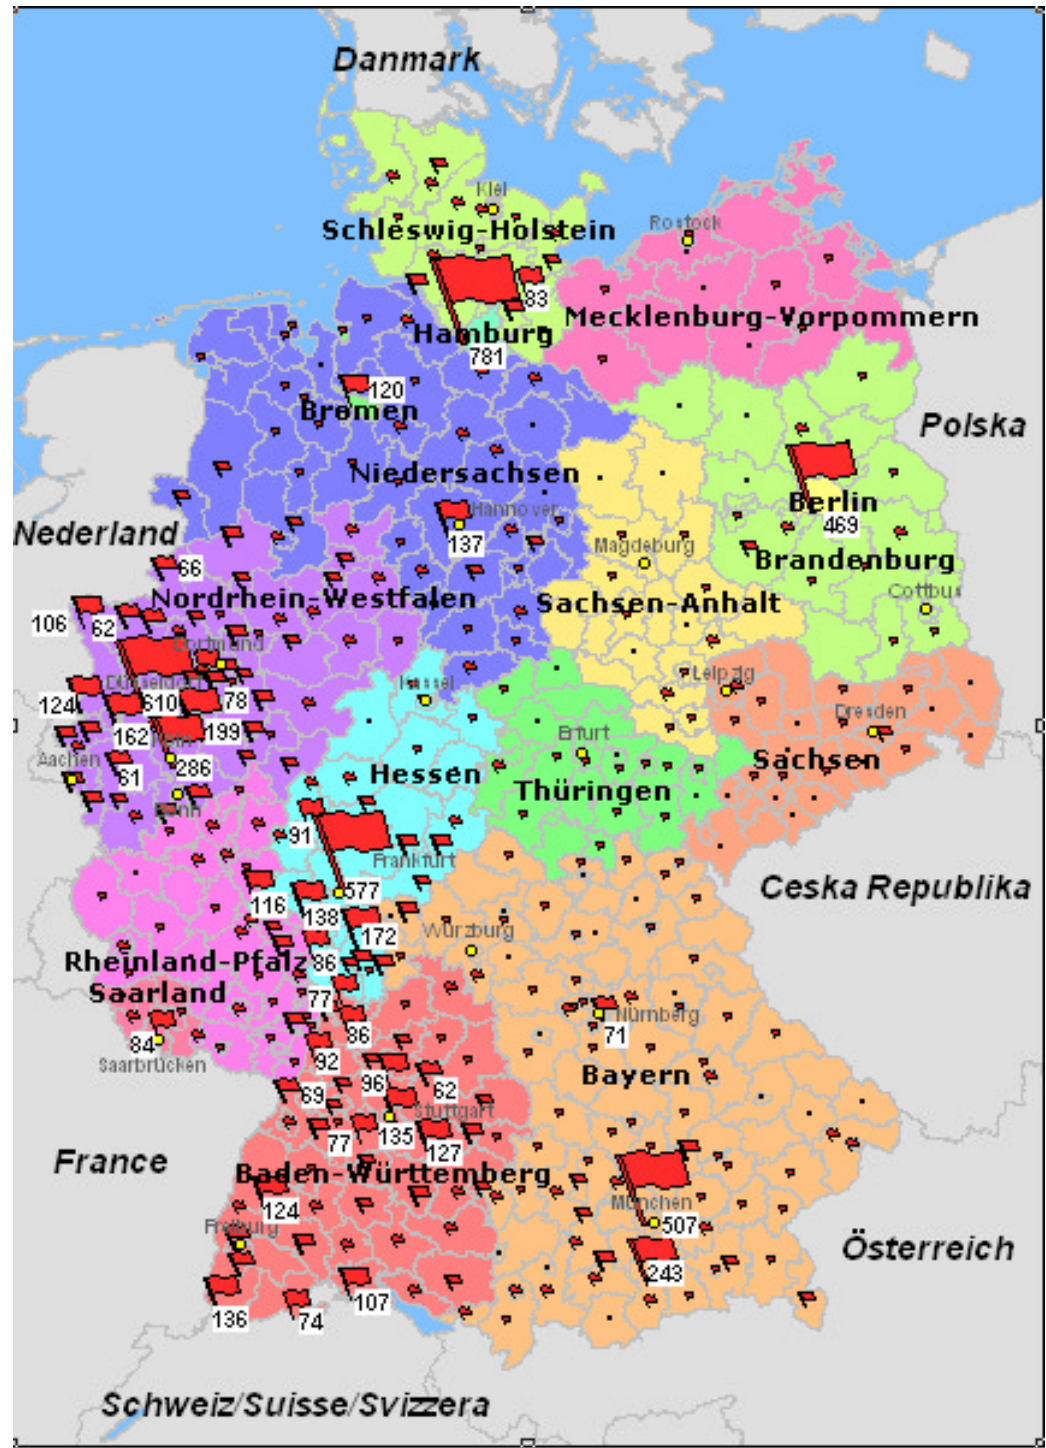 Danmark
Kiel
Schleswig-Holstein
Rostock
83
Mecklenburg-Vorpommern
Hamburg
781
120
Bremen
Polska
Niedersachsen
Berlin
Hannover
469
Nederland
137
Magdeburg
Brandenburg
66
Cottbus
Nordrhein-Westfalen
Sachsen-Anhalt
106
62
Dortmund
Leipzig
Kassel
Düsseldorf
124
610
78
Dresden
162
199
Erfurt
Aachen
Sachsen
61
286
Hessen
Thüringen
Bonn
91
Frankfurt
577
Ceska Republika
116
138
172
Würzburg
Rheinland-Pfalz
86
Saarland
77
Nürnberg
86
71
84
Saarbrücken
92
Bayern
96
62
69
Stuttgart
77
135
127
France
Baden-Württemberg
München
124
507
Freiburg
Österreich
243
107
136
74
Schweiz/Suisse/Svizzera